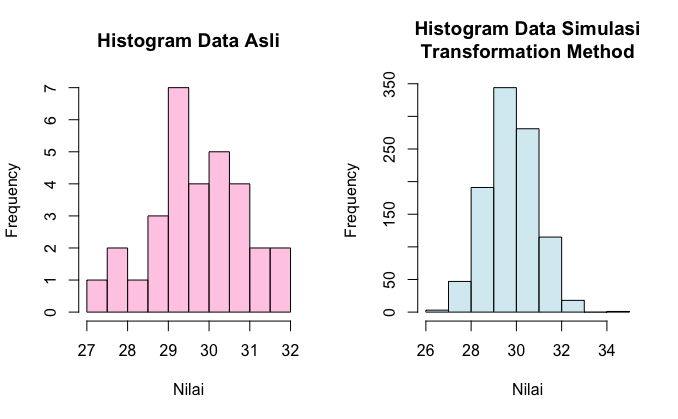 Histogram Data Asli
Frequency
0 1 2 3 4 5 6 7
27 28 29 30 31 32
Nilai
Histogram Data Simulasi
Transformation Method
Frequency
0 50 150 250 350
26 28 30 32 34
Nilai